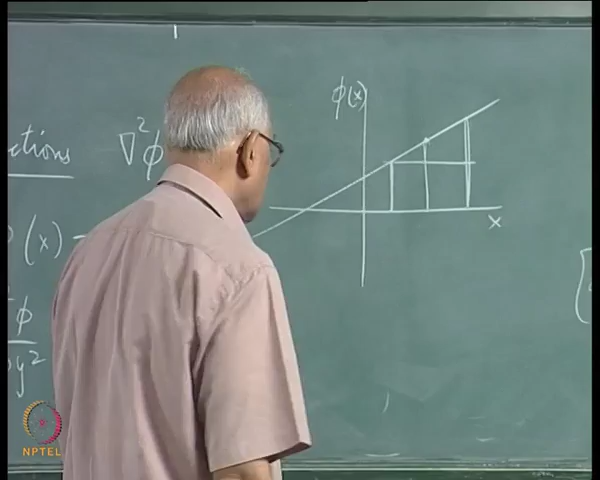 ctions
∇²φ
φ(x)
x
(x) –
φ
y²
NPTEL